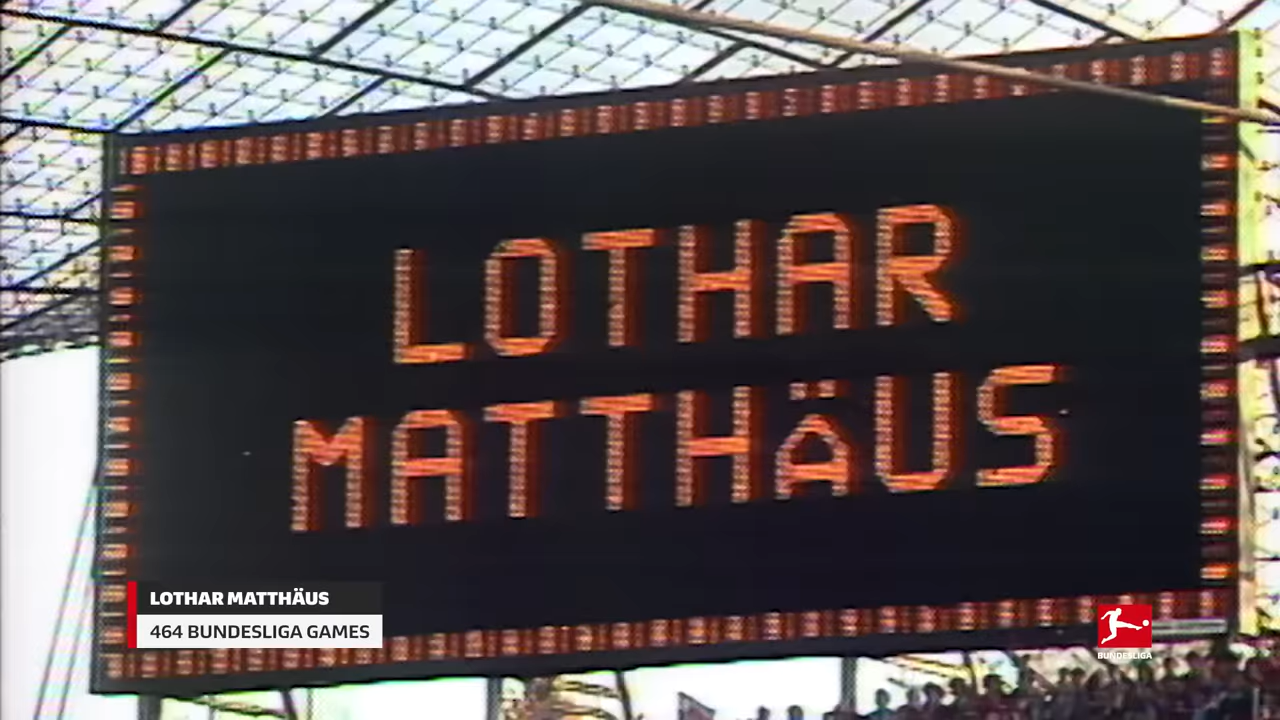 LOTHAR
MATTHÄUS
LOTHAR MATTHÄUS
464 BUNDESLIGA GAMES
BUNDESLIGA